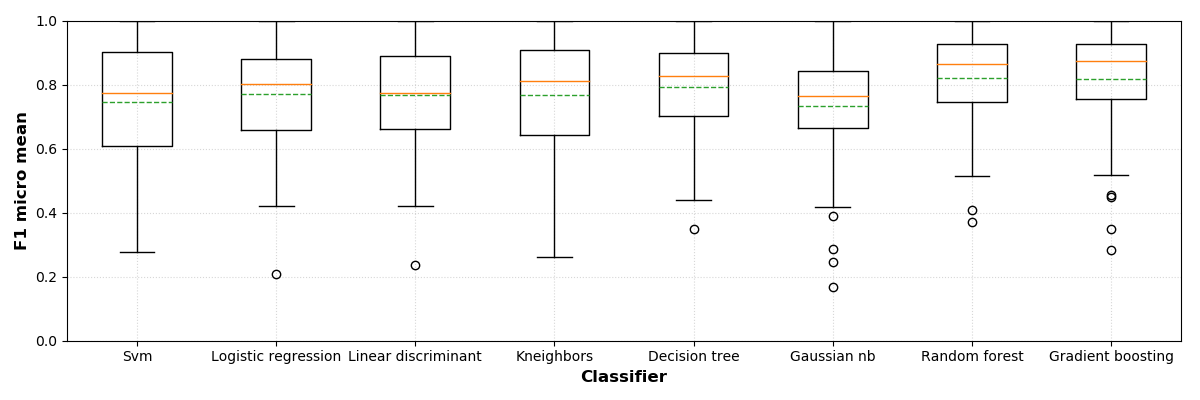 1.0
0.8
0.6
0.4
0.2
0.0
F1 micro mean
Svm
Logistic regression
Linear discriminant
Kneighbors
Decision tree
Gaussian nb
Random forest
Gradient boosting
Classifier